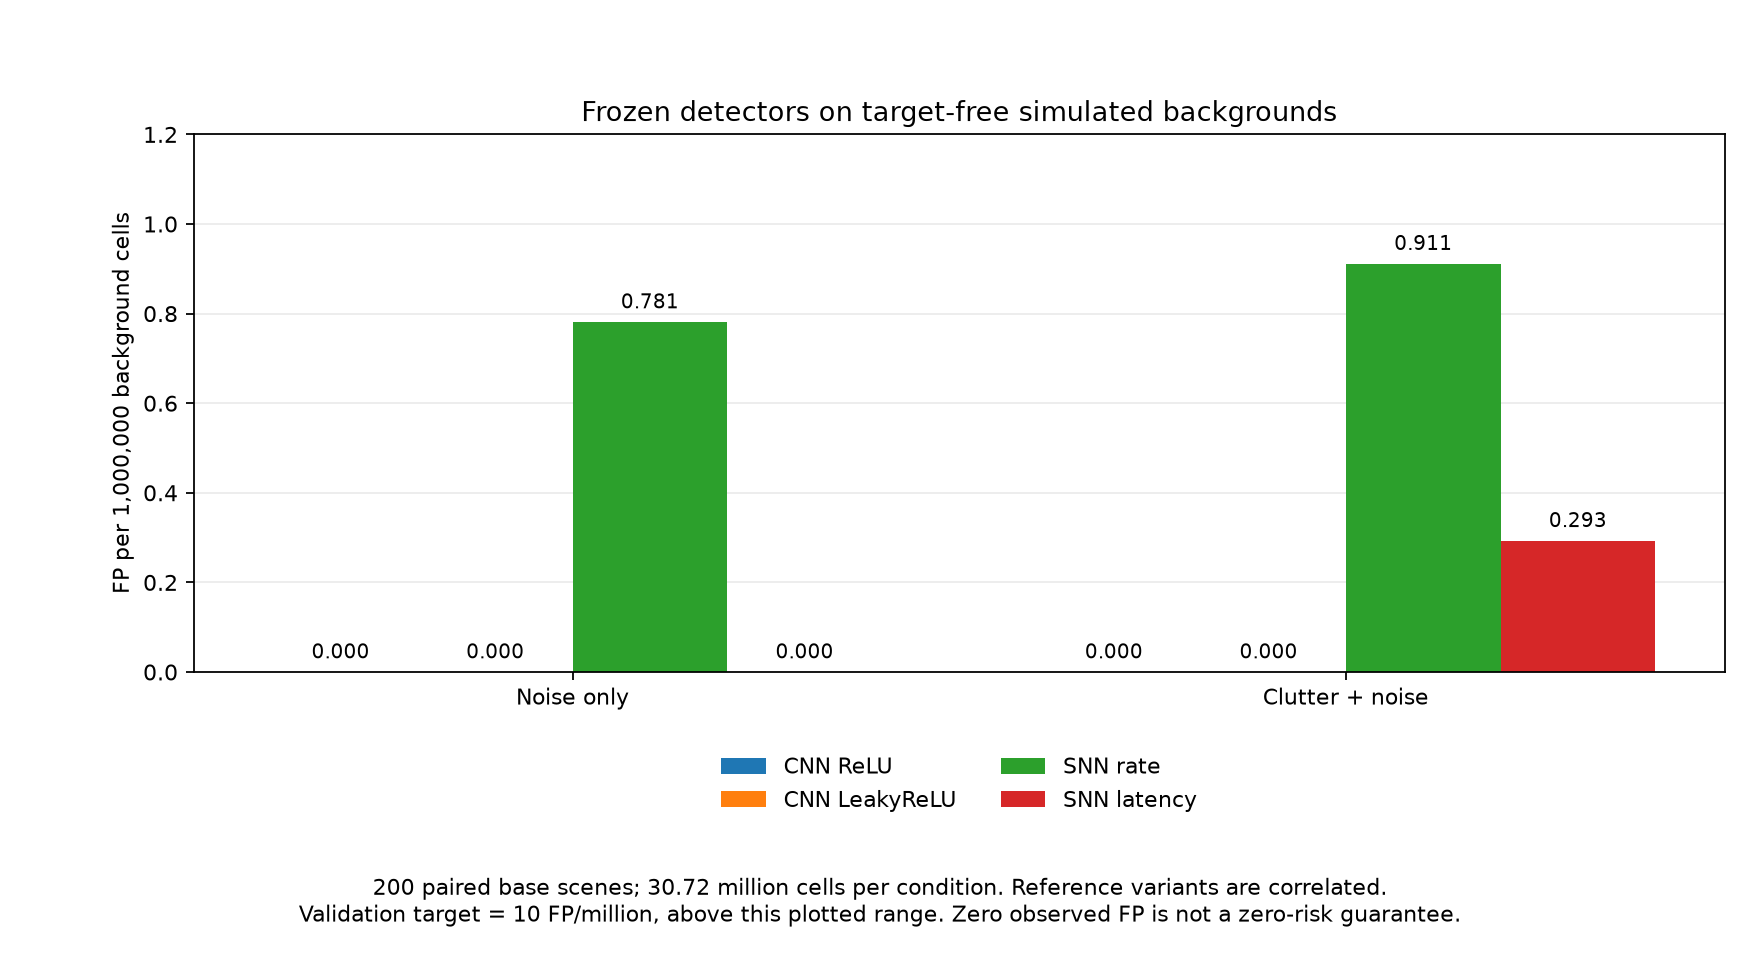 Frozen detectors on target-free simulated backgrounds
FP per 1,000,000 background cells
1.2
1.0
0.8
0.6
0.4
0.2
0.0
0.000
0.000
0.781
0.000
0.000
0.000
0.911
0.293
Noise only
Clutter + noise
CNN ReLU
CNN LeakyReLU
SNN rate
SNN latency
200 paired base scenes; 30.72 million cells per condition. Reference variants are correlated.
Validation target = 10 FP/million, above this plotted range. Zero observed FP is not a zero-risk guarantee.